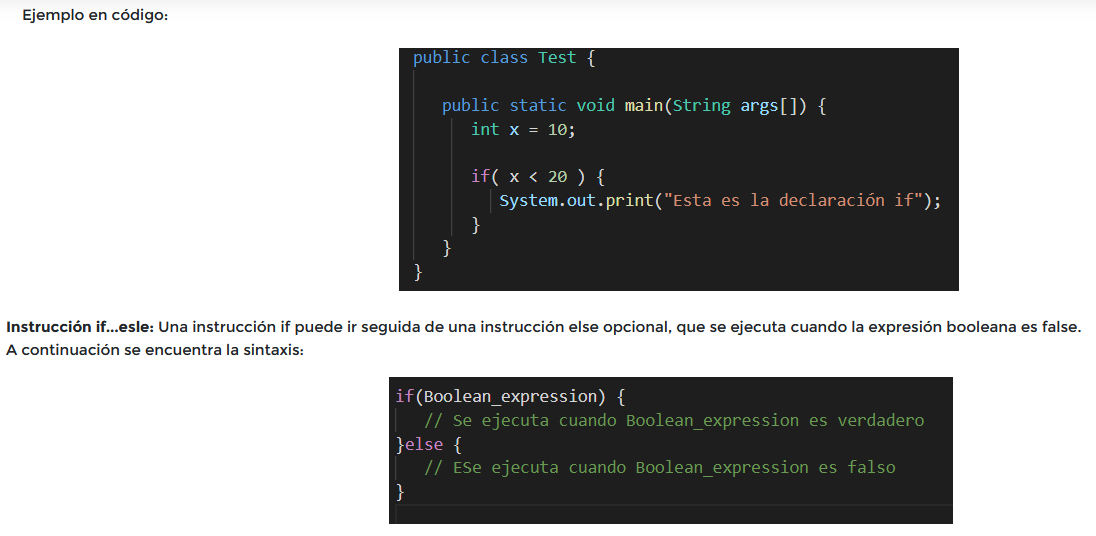 Ejemplo en código:
public class Test {
public static void main(String args[]) {
int x = 10;
if( x < 20 ) {
System.out.print("Esta es la declaración if");
}
}
}
Instrucción if...esle: Una instrucción if puede ir seguida de una instrucción else opcional, que se ejecuta cuando la expresión booleana es false.
A continuación se encuentra la sintaxis:
if(Boolean_expression) {
// Se ejecuta cuando Boolean_expression es verdadero
}else {
// ESe ejecuta cuando Boolean_expression es falso
}